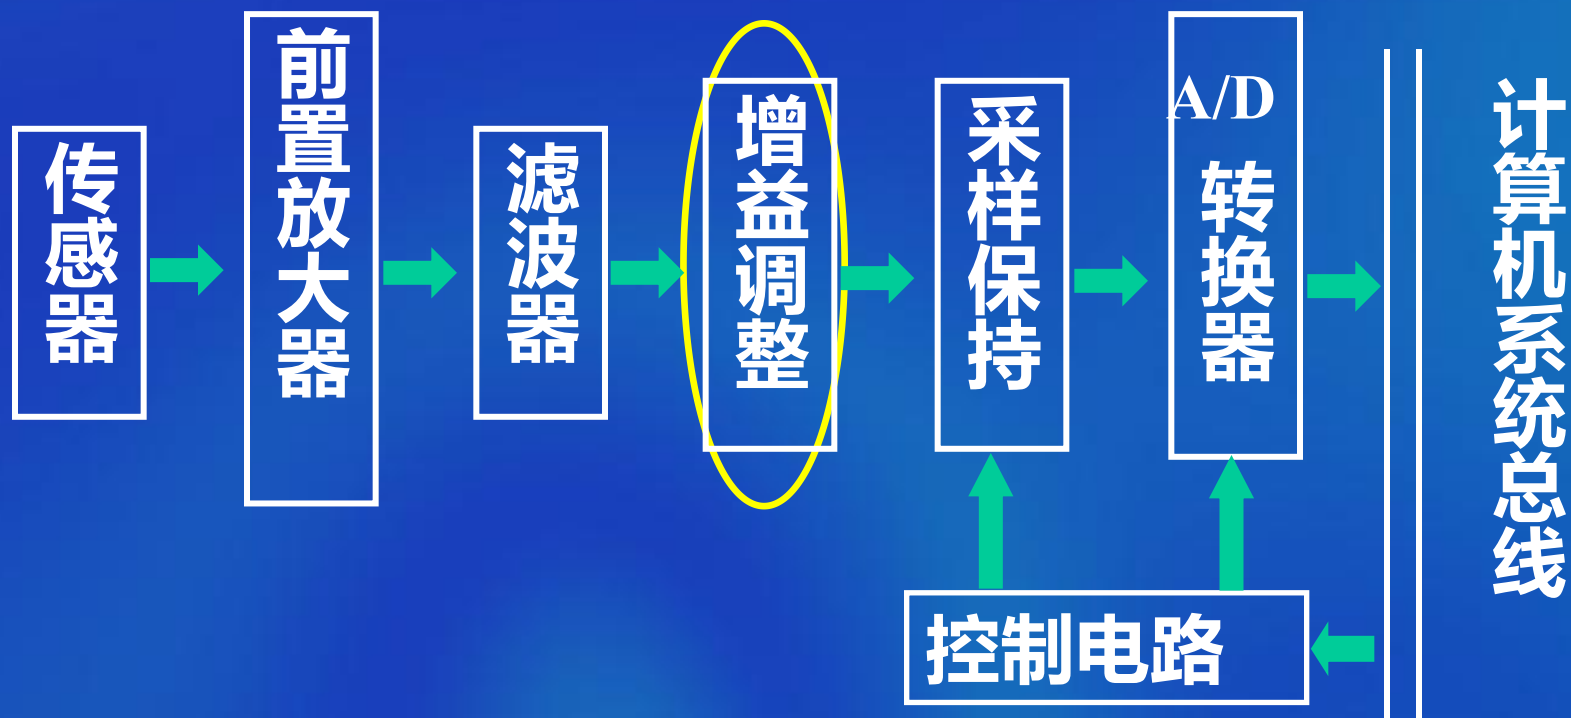 传感器
前置放大器
滤波器
增益调整
采样保持
A/D
转换器
计算机系统总线
控制电路